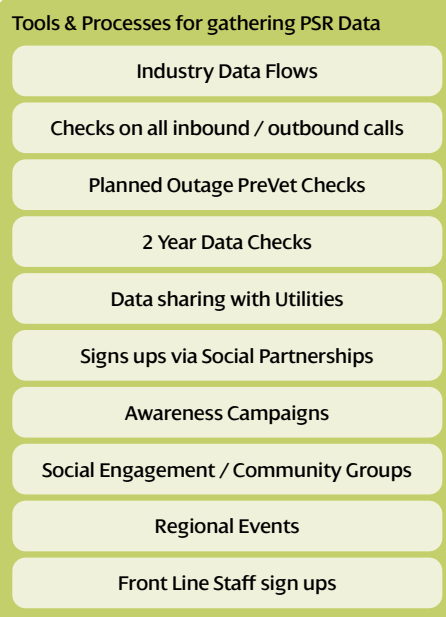 Tools & Processes for gathering PSR Data
Industry Data Flows
Checks on all inbound / outbound calls
Planned Outage PreVet Checks
2 Year Data Checks
Data sharing with Utilities
Signs ups via Social Partnerships
Awareness Campaigns
Social Engagement / Community Groups
Regional Events
Front Line Staff sign ups